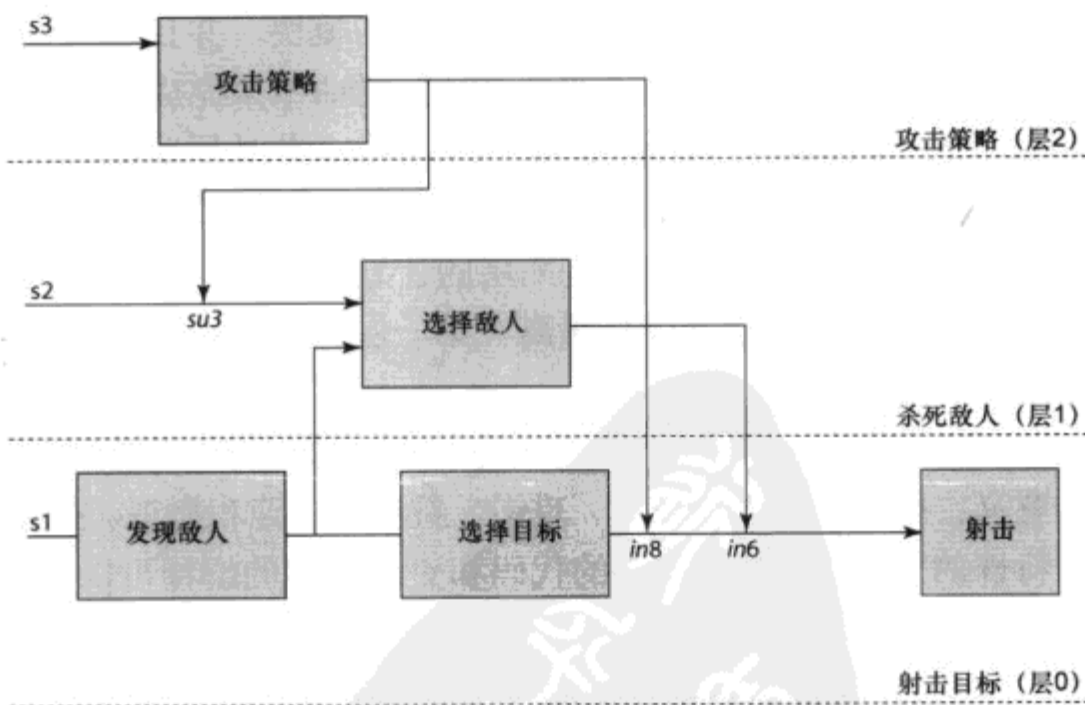 s3
攻击策略
攻击策略（层2）
s2
su3
选择敌人
杀死敌人（层1）
s1
发现敌人
选择目标
in8
in6
射击
射击目标（层0）